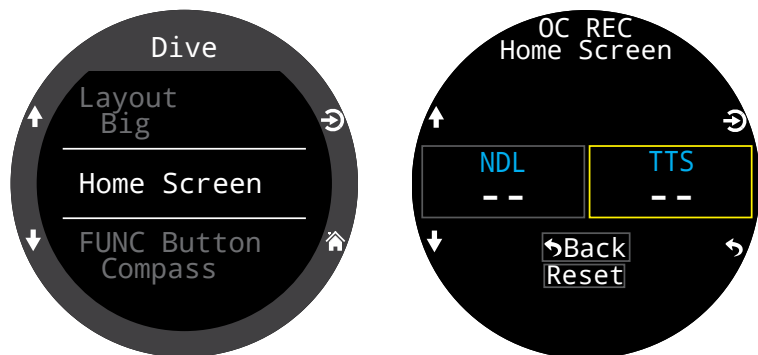 Dive
Layout
Big
Home Screen
FUNC Button
Compass
OC REC
Home Screen
NDL
TTS
--
--
Back
Reset